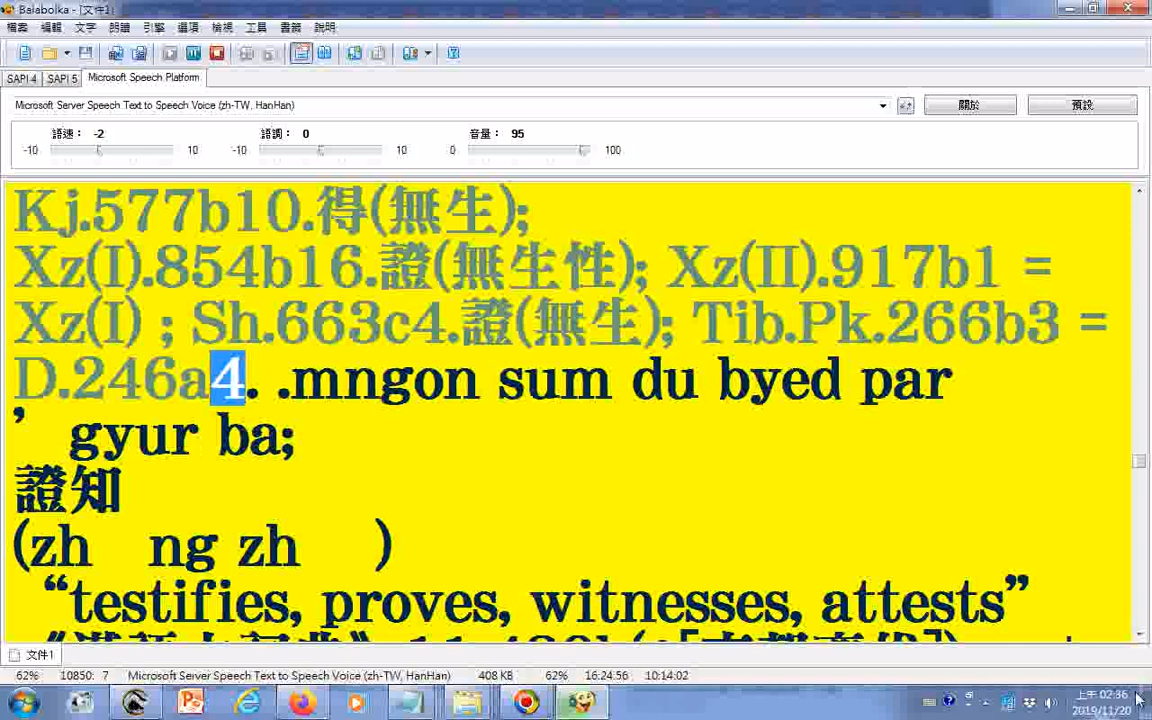 Balabolka - [文件1]
檔案 編輯 文字 朗讀 引擎 選項 檢視 工具 書籤 說明
SAPI 4 SAPI 5 Microsoft Speech Platform
Microsoft Server Speech Text to Speech Voice (zh-TW, HanHan) 關於 預設
語速： -2 語調： 0 音量： 95
-10 10 -10 10 0 100
Kj.577b10.得(無生);
Xz(I).854b16.證(無生性); Xz(II).917b1 =
Xz(I) ; Sh.663c4.證(無生); Tib.Pk.266b3 =
D.246a4. .mngon sum du byed par
’ gyur ba;
證知
(zh ng zh )
“testifies, proves, witnesses, attests”
文件1
62% 10850: 7 Microsoft Server Speech Text to Speech Voice (zh-TW, HanHan) 408 KB 62% 16:24:56 10:14:02
上午 02:36
2019/11/20